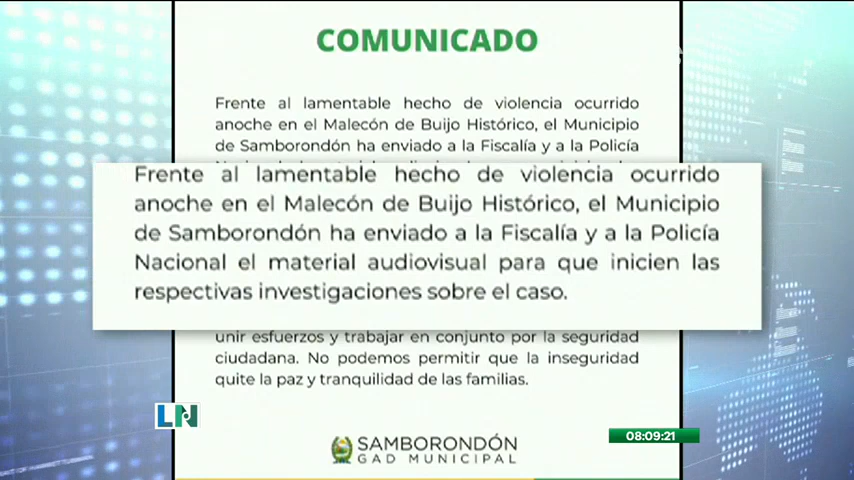 COMUNICADO
Frente al lamentable hecho de violencia ocurrido
anoche en el Malecón de Buijo Histórico, el Municipio
de Samborondón ha enviado a la Fiscalía y a la Policía
Frente al lamentable hecho de violencia ocurrido
anoche en el Malecón de Buijo Histórico, el Municipio
de Samborondón ha enviado a la Fiscalía y a la Policía
Nacional el material audiovisual para que inicien las
respectivas investigaciones sobre el caso.
unir esfuerzos y trabajar en conjunto por la seguridad
ciudadana. No podemos permitir que la inseguridad
quite la paz y tranquilidad de las familias.
LN
08:09:21
SAMBORONDÓN
GAD MUNICIPAL